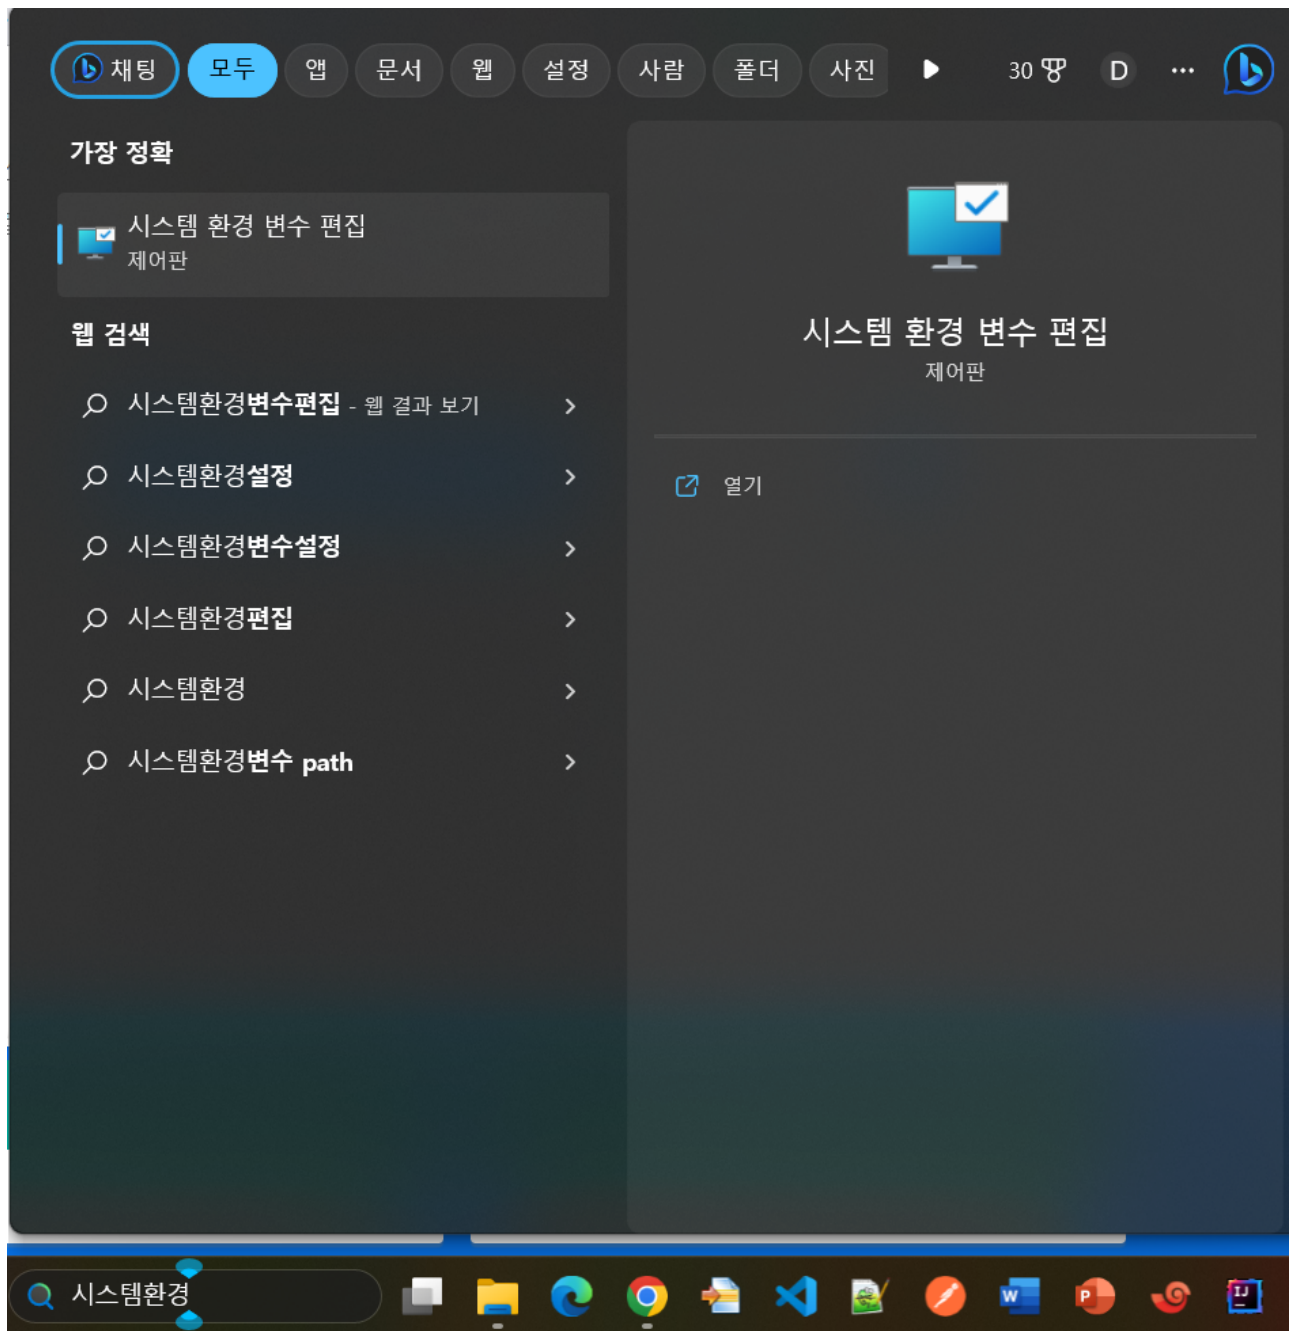 채팅 모두 앱 문서 웹 설정 사람 폴더 사진 30 D
가장 정확
시스템 환경 변수 편집
제어판
웹 검색
시스템환경변수편집 - 웹 결과 보기
시스템환경설정
시스템환경변수설정
시스템환경편집
시스템환경
시스템환경변수 path
시스템 환경 변수 편집
제어판
열기
시스템환경
W
P
IJ